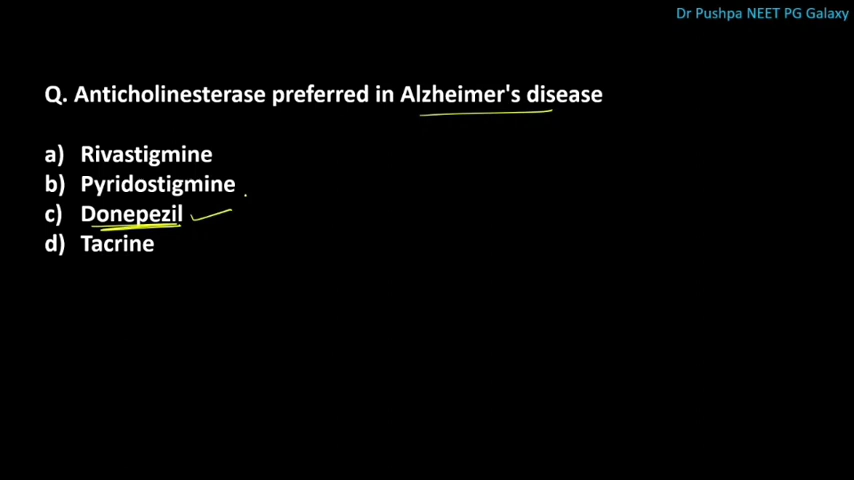 Dr Pushpa NEET PG Galaxy
Q. Anticholinesterase preferred in Alzheimer's disease
a) Rivastigmine
b) Pyridostigmine
c) Donepezil
d) Tacrine